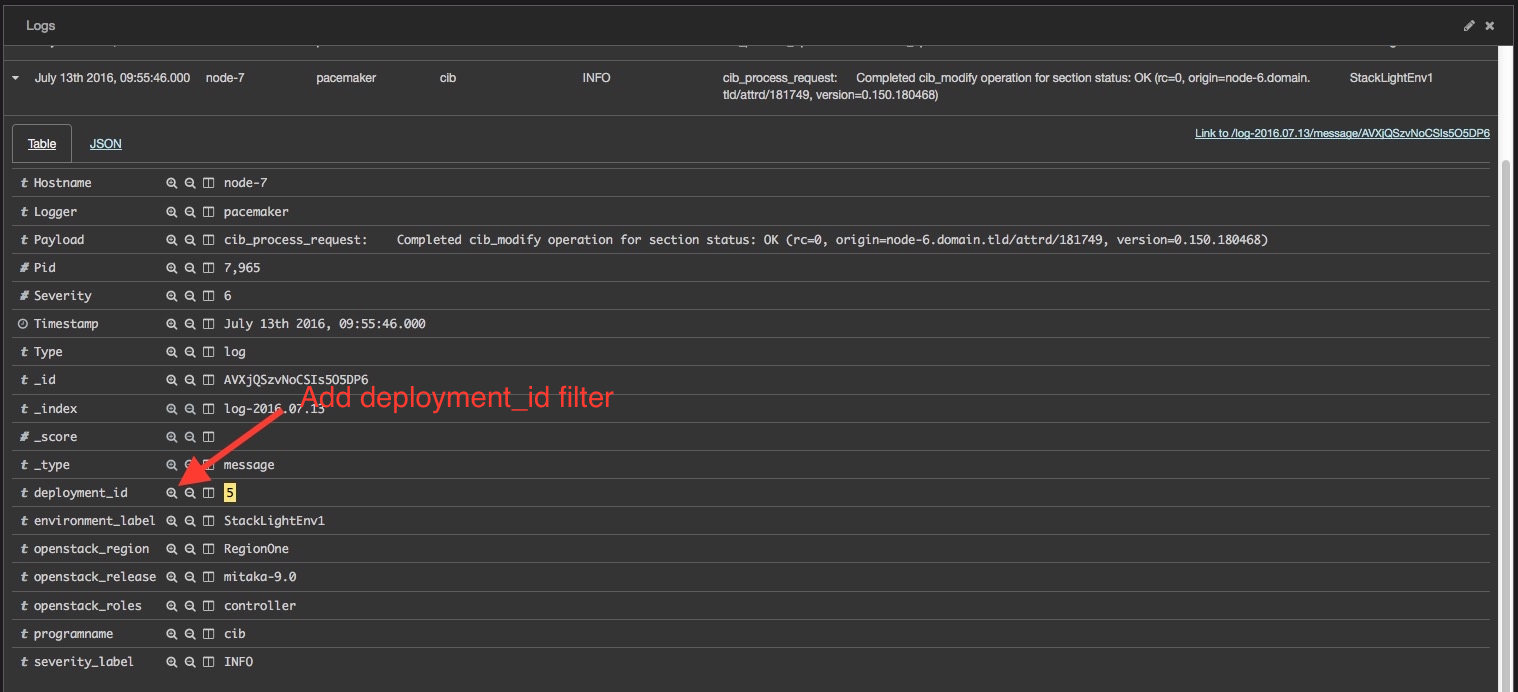 Logs
July 13th 2016, 09:55:46.000 node-7 pacemaker cib INFO cib_process_request: Completed cib_modify operation for section status: OK (rc=0, origin=node-6.domain. StackLightEnv1
tld/attrd/181749, version=0.150.180468)
Table JSON Link to /log-2016.07.13/message/AVXjQSzvNoCSIs5O5DP6
t Hostname node-7
t Logger pacemaker
t Payload cib_process_request: Completed cib_modify operation for section status: OK (rc=0, origin=node-6.domain.tld/attrd/181749, version=0.150.180468)
# Pid 7,965
# Severity 6
Timestamp July 13th 2016, 09:55:46.000
t Type log
t _id AVXjQSzvNoCSIs5O5DP6
Add deployment_id filter
t _index log-2016.07.13
# _score
t _type message
t deployment_id 5
t environment_label StackLightEnv1
t openstack_region RegionOne
t openstack_release mitaka-9.0
t openstack_roles controller
t programname cib
t severity_label INFO